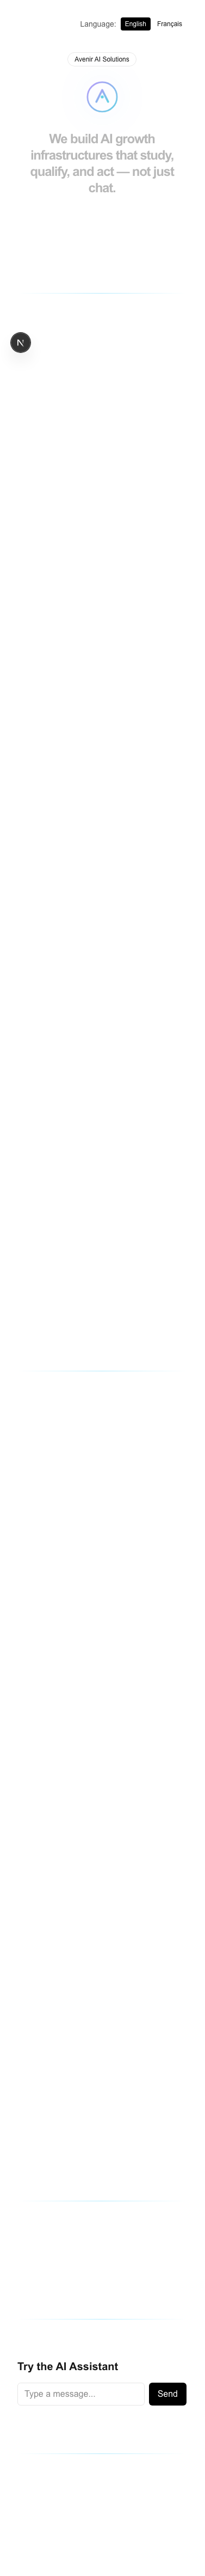 Language: English Français
Avenir AI Solutions
We build AI growth
infrastructures that study,
qualify, and act — not just
chat.
N
Try the AI Assistant
Type a message...
Send